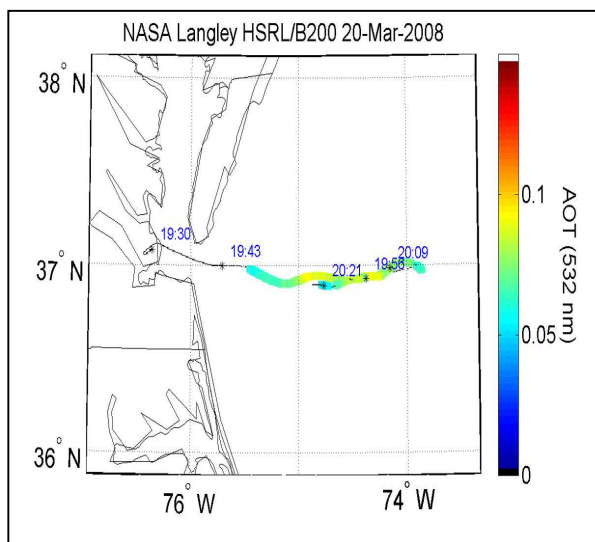 NASA Langley HSRL/B200 20-Mar-2008
38° N
37° N
36° N
76° W
74° W
19:30
19:43
20:21
19:56
20:09
0.1
0.05
0
AOT (532 nm)